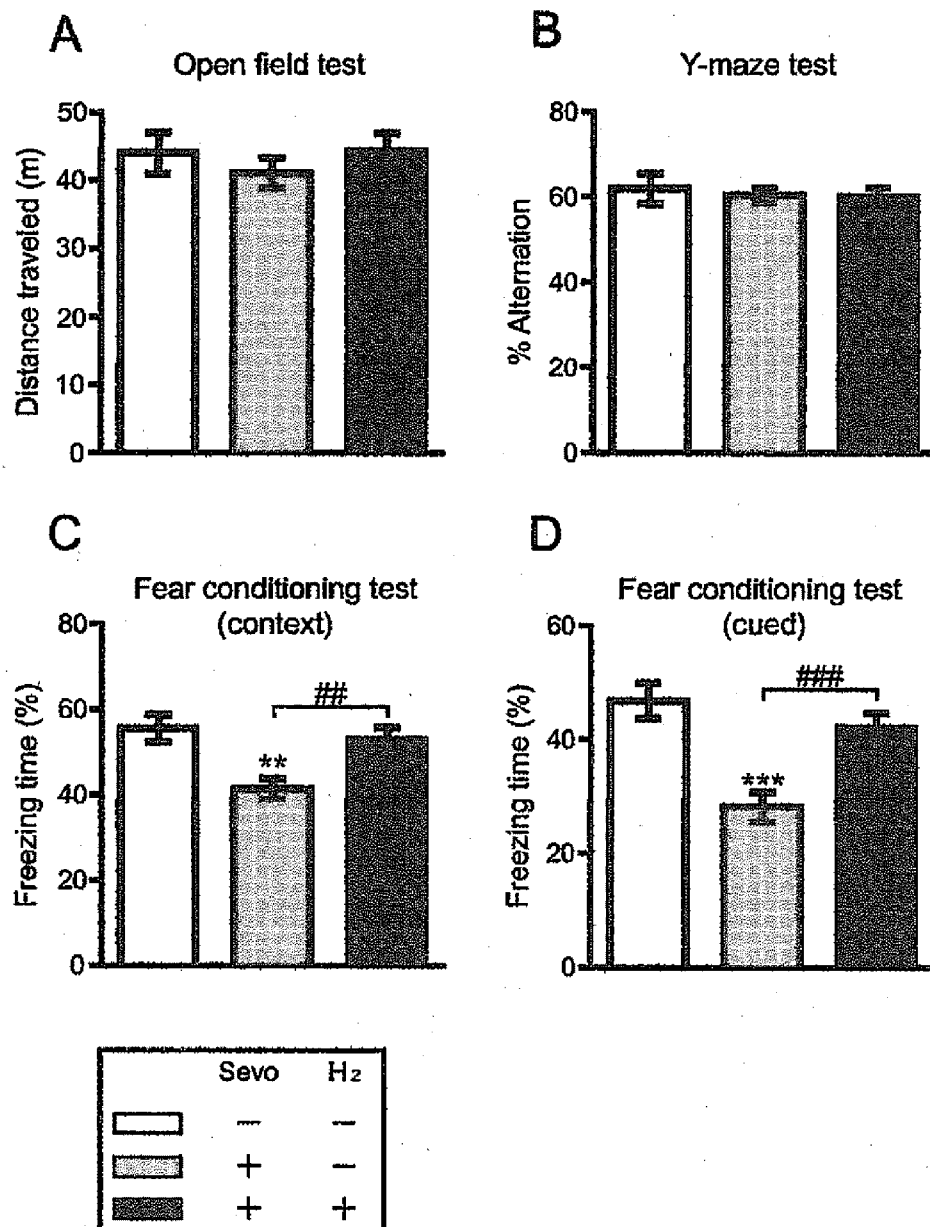 A
Open field test
Distance traveled (m)
50
40
30
20
10
0
B
Y-maze test
% Alternation
80
60
40
20
0
C
Fear conditioning test
(context)
Freezing time (%)
80
60
40
20
0
**
##
D
Fear conditioning test
(cued)
Freezing time (%)
60
40
20
0
***
###
Sevo H₂
− −
+ −
+ +